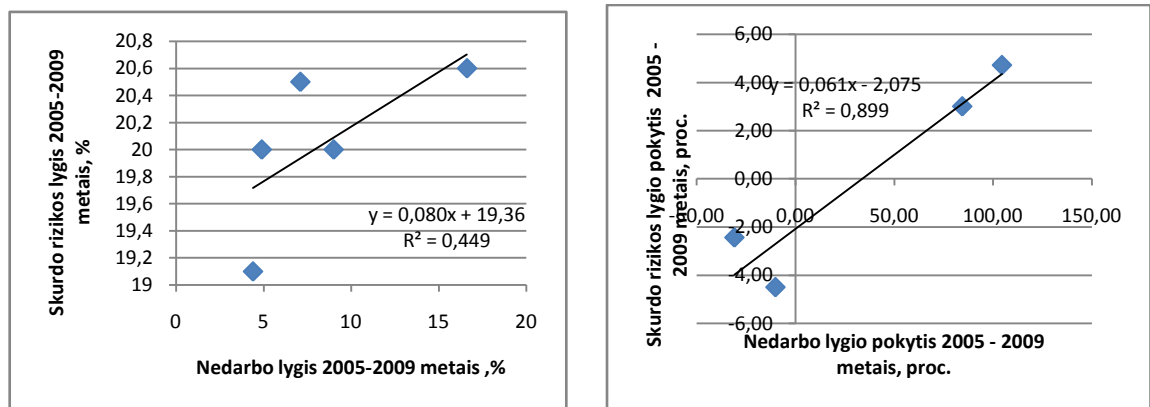 Skurdo rizikos lygis 2005-2009
metais, %
20,8
20,6
20,4
20,2
20
19,8
19,6
19,4
19,2
19
y = 0,080x + 19,36
R² = 0,449
0
5
10
15
20
Nedarbo lygis 2005-2009 metais ,%
Skurdo rizikos lygio pokytis 2005 -
2009 metais, proc.
6,00
4,00
2,00
0,00
-2,00
-4,00
-6,00
y = 0,061x - 2,075
R² = 0,899
-50,00
0,00
50,00
100,00
150,00
Nedarbo lygio pokytis 2005 - 2009
metais, proc.